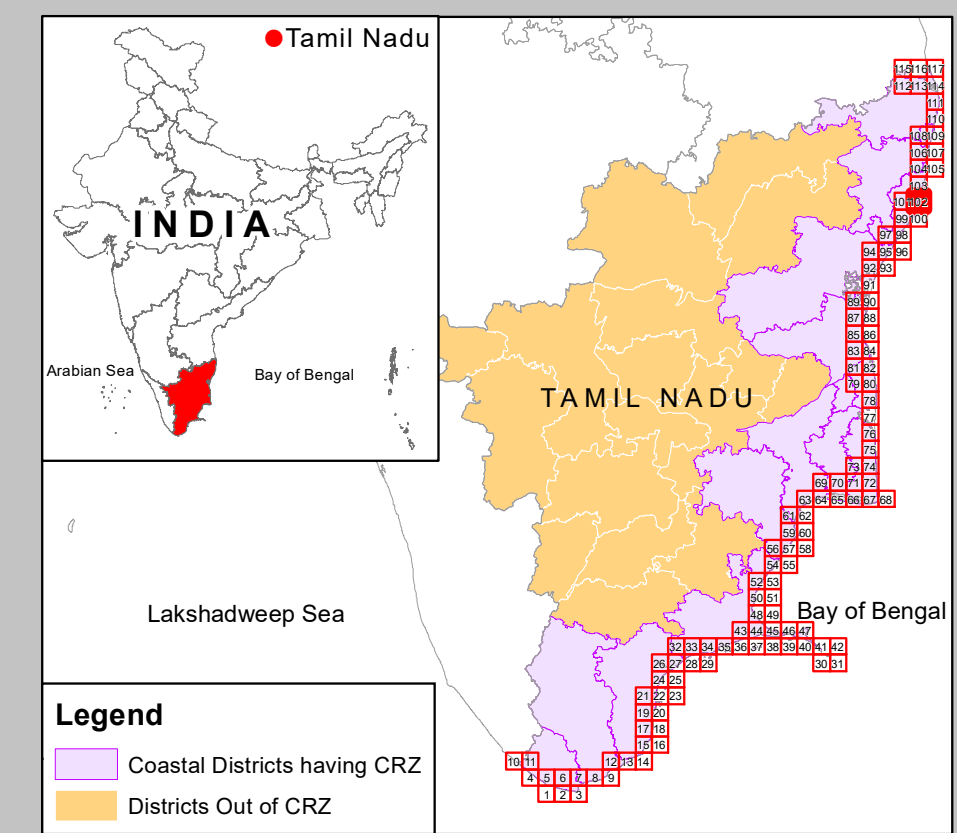 Tamil Nadu
INDIA
Arabian Sea
Bay of Bengal
115 116 117
112 113 114
111
110
108 109
106 107
104 105
103
101 102
99 100
97 98
94 95 96
92 93
91
89 90
87 88
85 86
83 84
81 82
TAMIL NADU
79 80
78
77
76
75
73 74
69 70 71 72
63 64 65 66 67 68
61 62
59 60
56 57 58
54 55
52 53
50 51
48 49
Lakshadweep Sea
Bay of Bengal
43 44 45 46 47
32 33 34 35 36 37 38 39 40 41 42
26 27 28 29 30 31
24 25
21 22 23
19 20
17 18
15 16
10 11 12 13 14
4 5 6 7 8 9
1 2 3
Legend
Coastal Districts having CRZ
Districts Out of CRZ